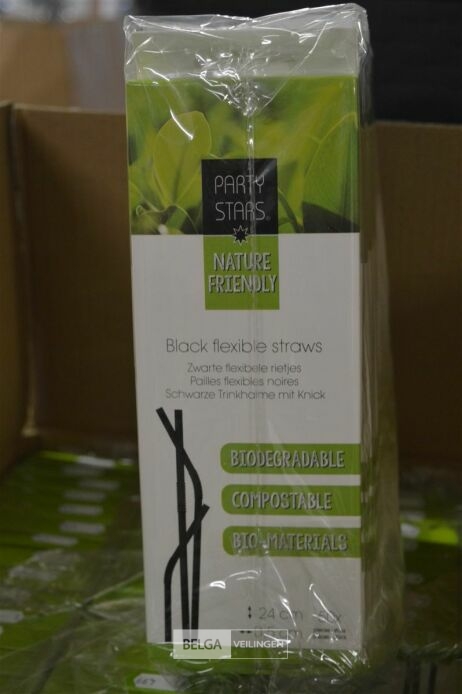 PARTY
STARS®
NATURE
FRIENDLY
Black flexible straws
Zwarte flexibele rietjes
Pailles flexibles noires
Schwarze Trinkhalme mit Knick
BIODEGRADABLE
COMPOSTABLE
BIO-MATERIALS
24 cm
BELGA VEILINGEN